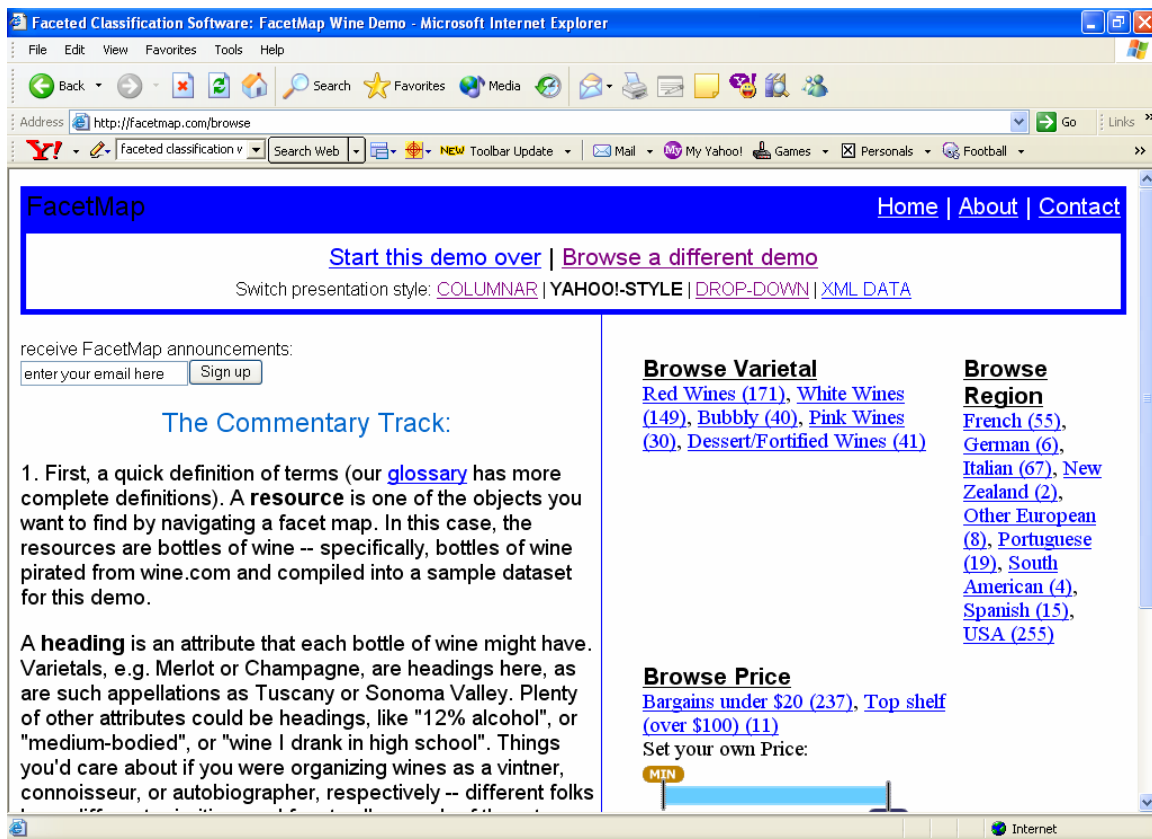 Faceted Classification Software: FacetMap Wine Demo - Microsoft Internet Explorer
File Edit View Favorites Tools Help
Back Search Favorites Media
Address http://facetmap.com/browse Go Links »
Y! faceted classification Search Web NEW Toolbar Update Mail My Yahoo! Games Personals Football »
FacetMap Home | About | Contact
Start this demo over | Browse a different demo
Switch presentation style: COLUMNAR | YAHOO!-STYLE | DROP-DOWN | XML DATA
receive FacetMap announcements:
enter your email here Sign up
The Commentary Track:
1. First, a quick definition of terms (our glossary has more
complete definitions). A resource is one of the objects you
want to find by navigating a facet map. In this case, the
resources are bottles of wine -- specifically, bottles of wine
pirated from wine.com and compiled into a sample dataset
for this demo.
A heading is an attribute that each bottle of wine might have.
Varietals, e.g. Merlot or Champagne, are headings here, as
are such appellations as Tuscany or Sonoma Valley. Plenty
of other attributes could be headings, like "12% alcohol", or
"medium-bodied", or "wine I drank in high school". Things
you'd care about if you were organizing wines as a vintner,
connoisseur, or autobiographer, respectively -- different folks
Browse Varietal
Red Wines (171), White Wines
(149), Bubbly (40), Pink Wines
(30), Dessert/Fortified Wines (41)
Browse
Region
French (55),
German (6),
Italian (67), New
Zealand (2),
Other European
(8), Portuguese
(19), South
American (4),
Spanish (15),
USA (255)
Browse Price
Bargains under $20 (237), Top shelf
(over $100) (11)
Set your own Price:
MIN
Internet